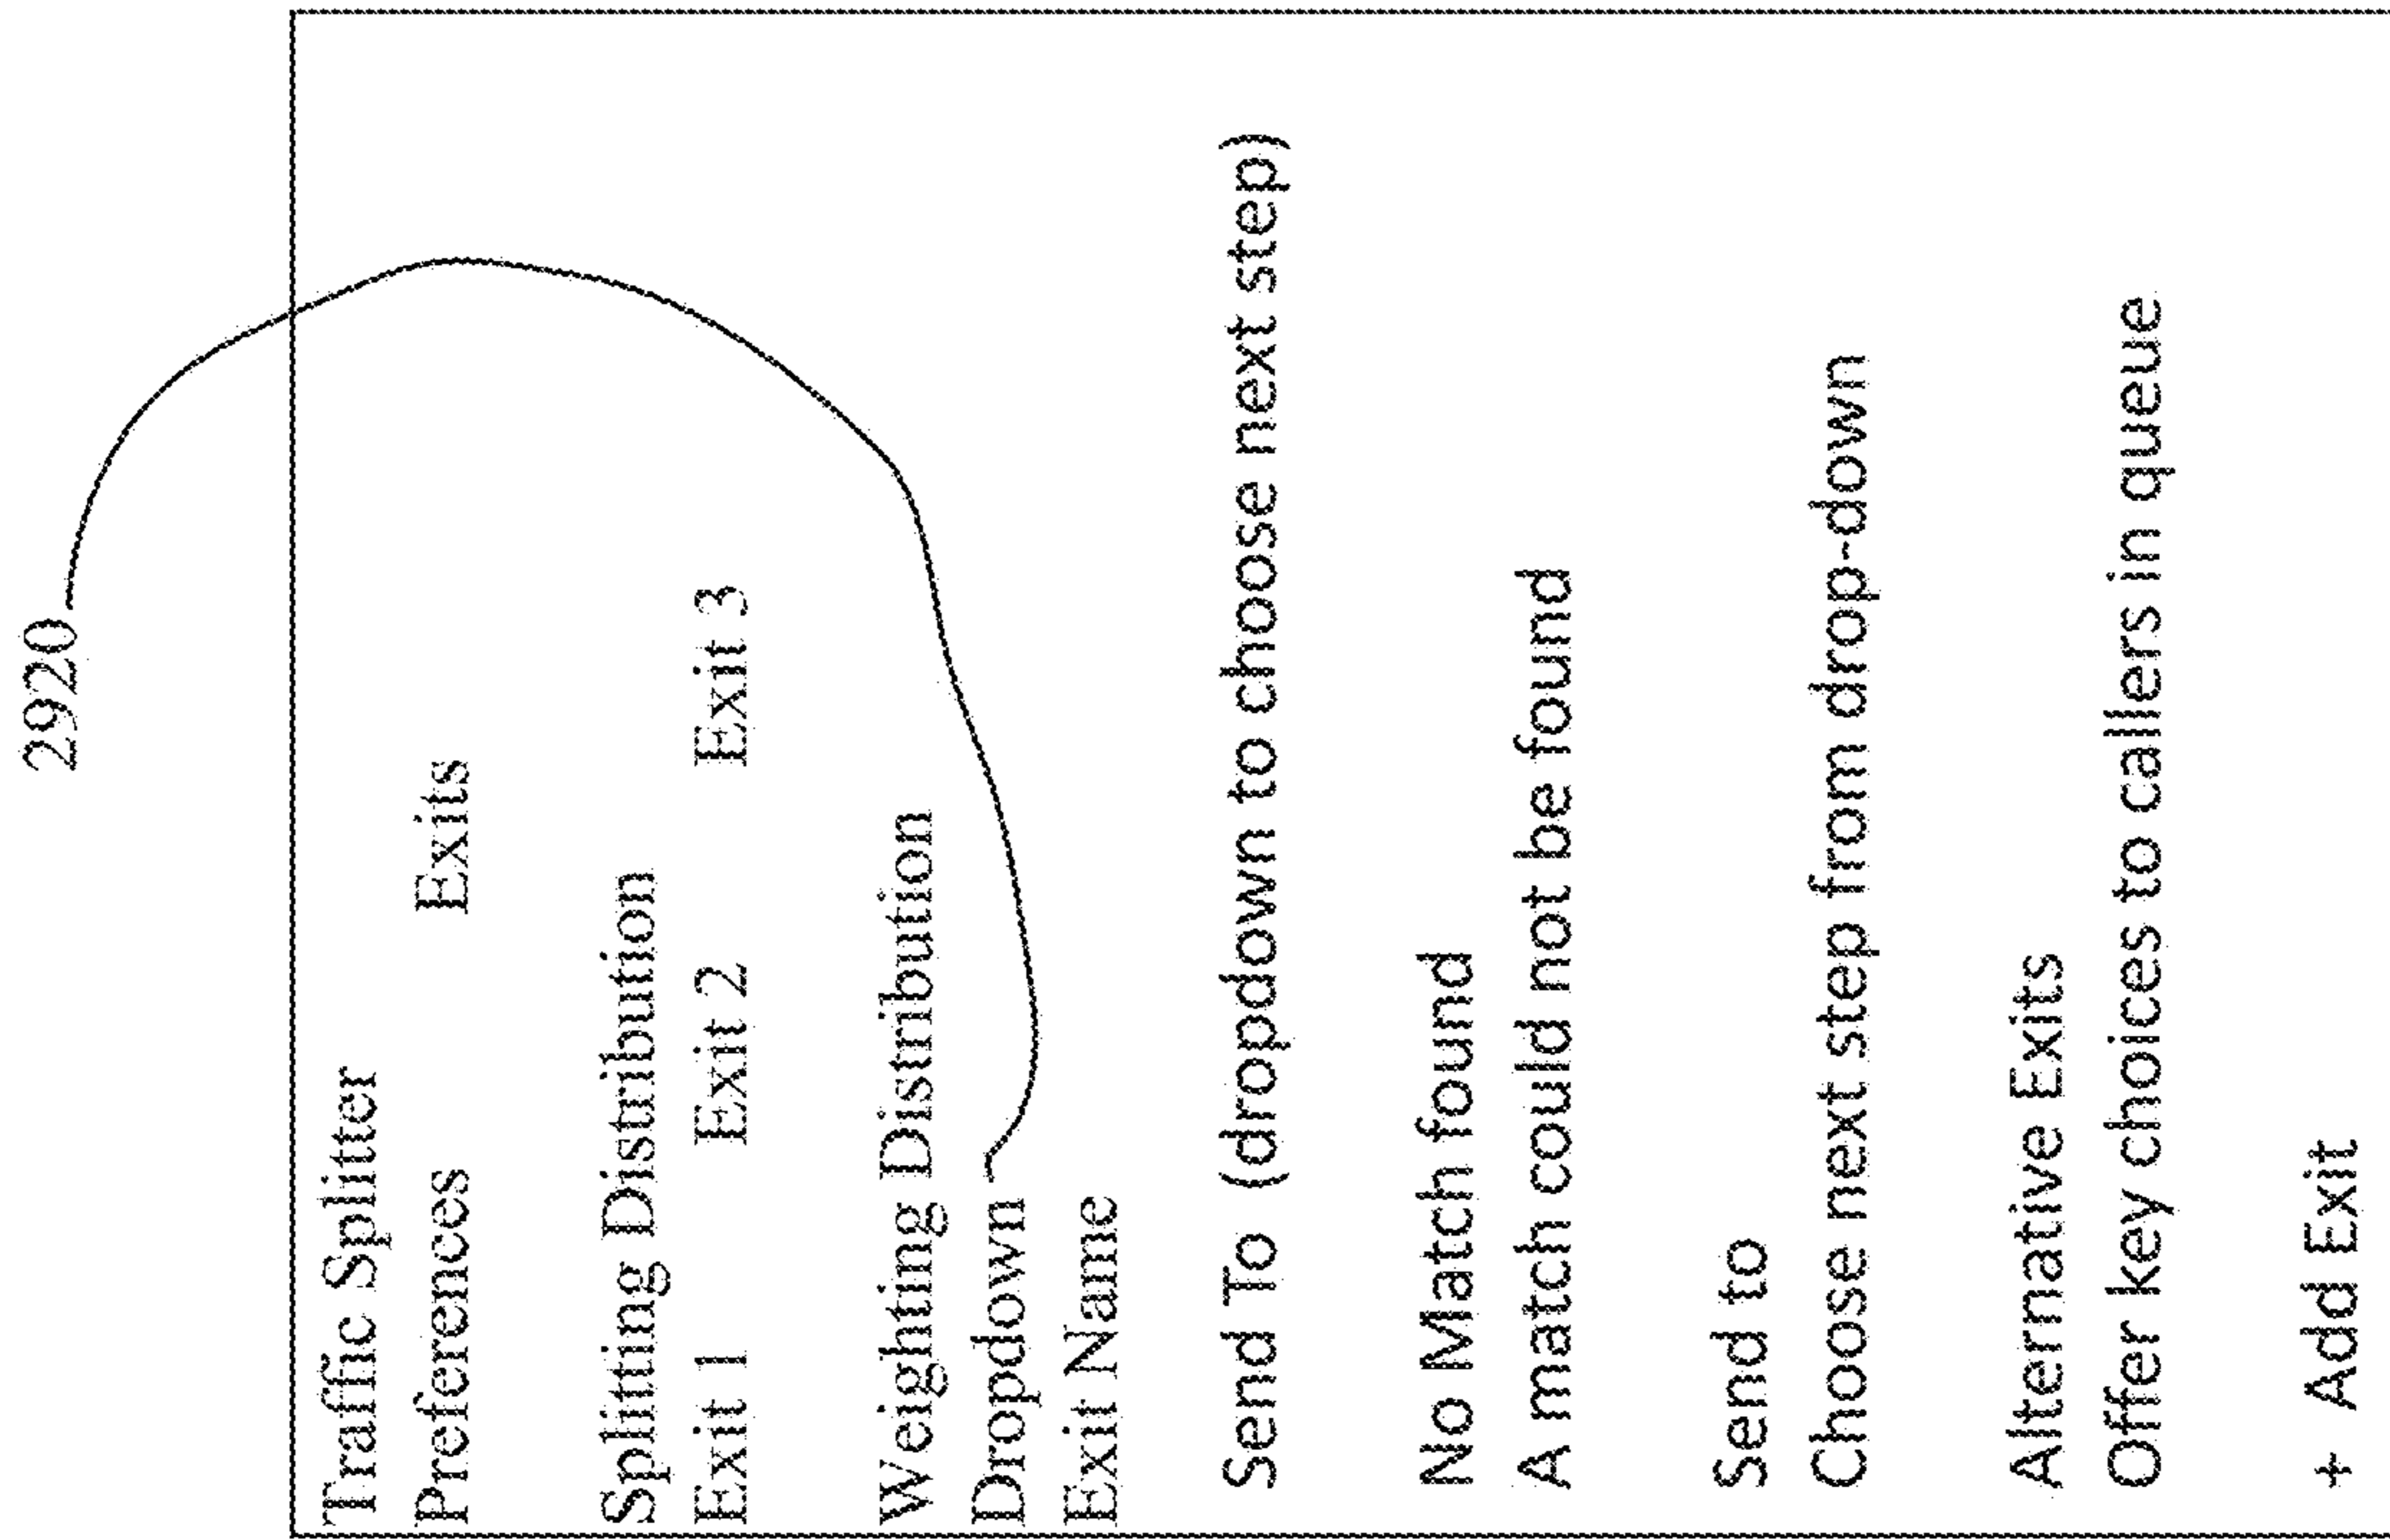 2920
Traffic Splitter
Preferences Exits
Splitting Distribution
Exit 1 Exit 2 Exit 3
Weighting Distribution
Dropdown
Exit Name
Send To (dropdown to choose next step)
No Match found
A match could not be found
Send to
Choose next step from drop-down
Alternative Exits
Offer key choices to callers in queue
+ Add Exit